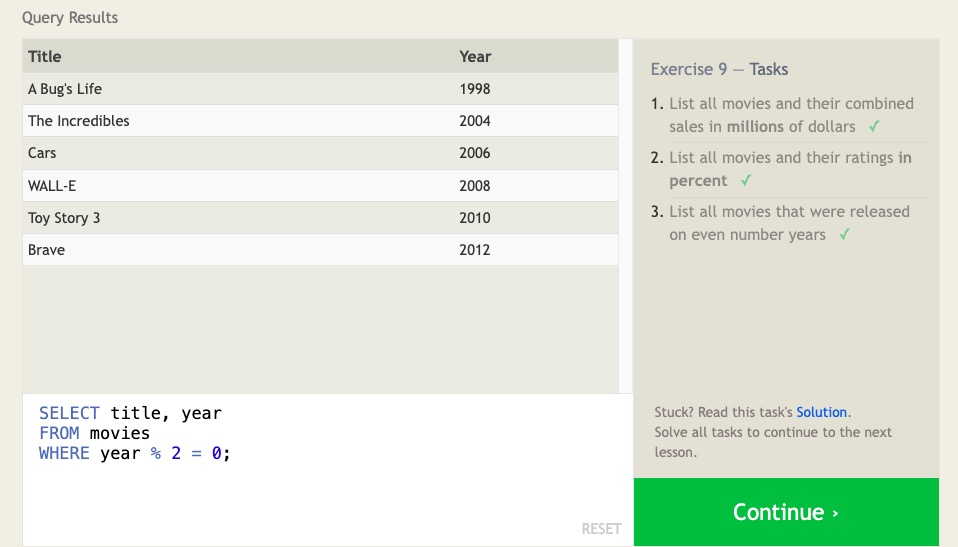 Query Results
Title Year
A Bug's Life 1998
The Incredibles 2004
Cars 2006
WALL-E 2008
Toy Story 3 2010
Brave 2012
SELECT title, year
FROM movies
WHERE year % 2 = 0;
RESET
Exercise 9 — Tasks
1. List all movies and their combined
sales in millions of dollars ✓
2. List all movies and their ratings in
percent ✓
3. List all movies that were released
on even number years ✓
Stuck? Read this task's Solution.
Solve all tasks to continue to the next
lesson.
Continue ›